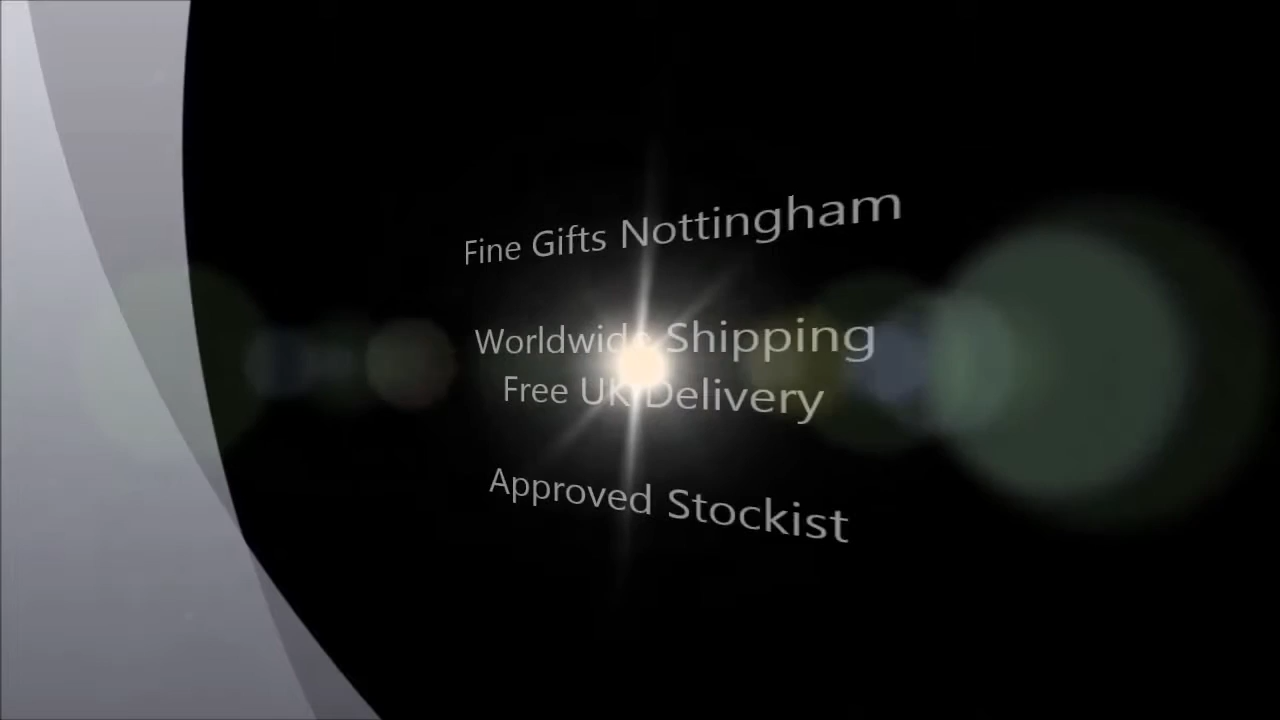 Fine Gifts Nottingham
Worldwide Shipping
Free UK Delivery
Approved Stockist